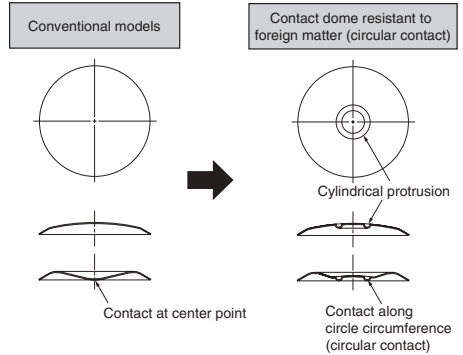 Conventional models
Contact dome resistant to
foreign matter (circular contact)
Cylindrical protrusion
Contact at center point
Contact along
circle circumference
(circular contact)